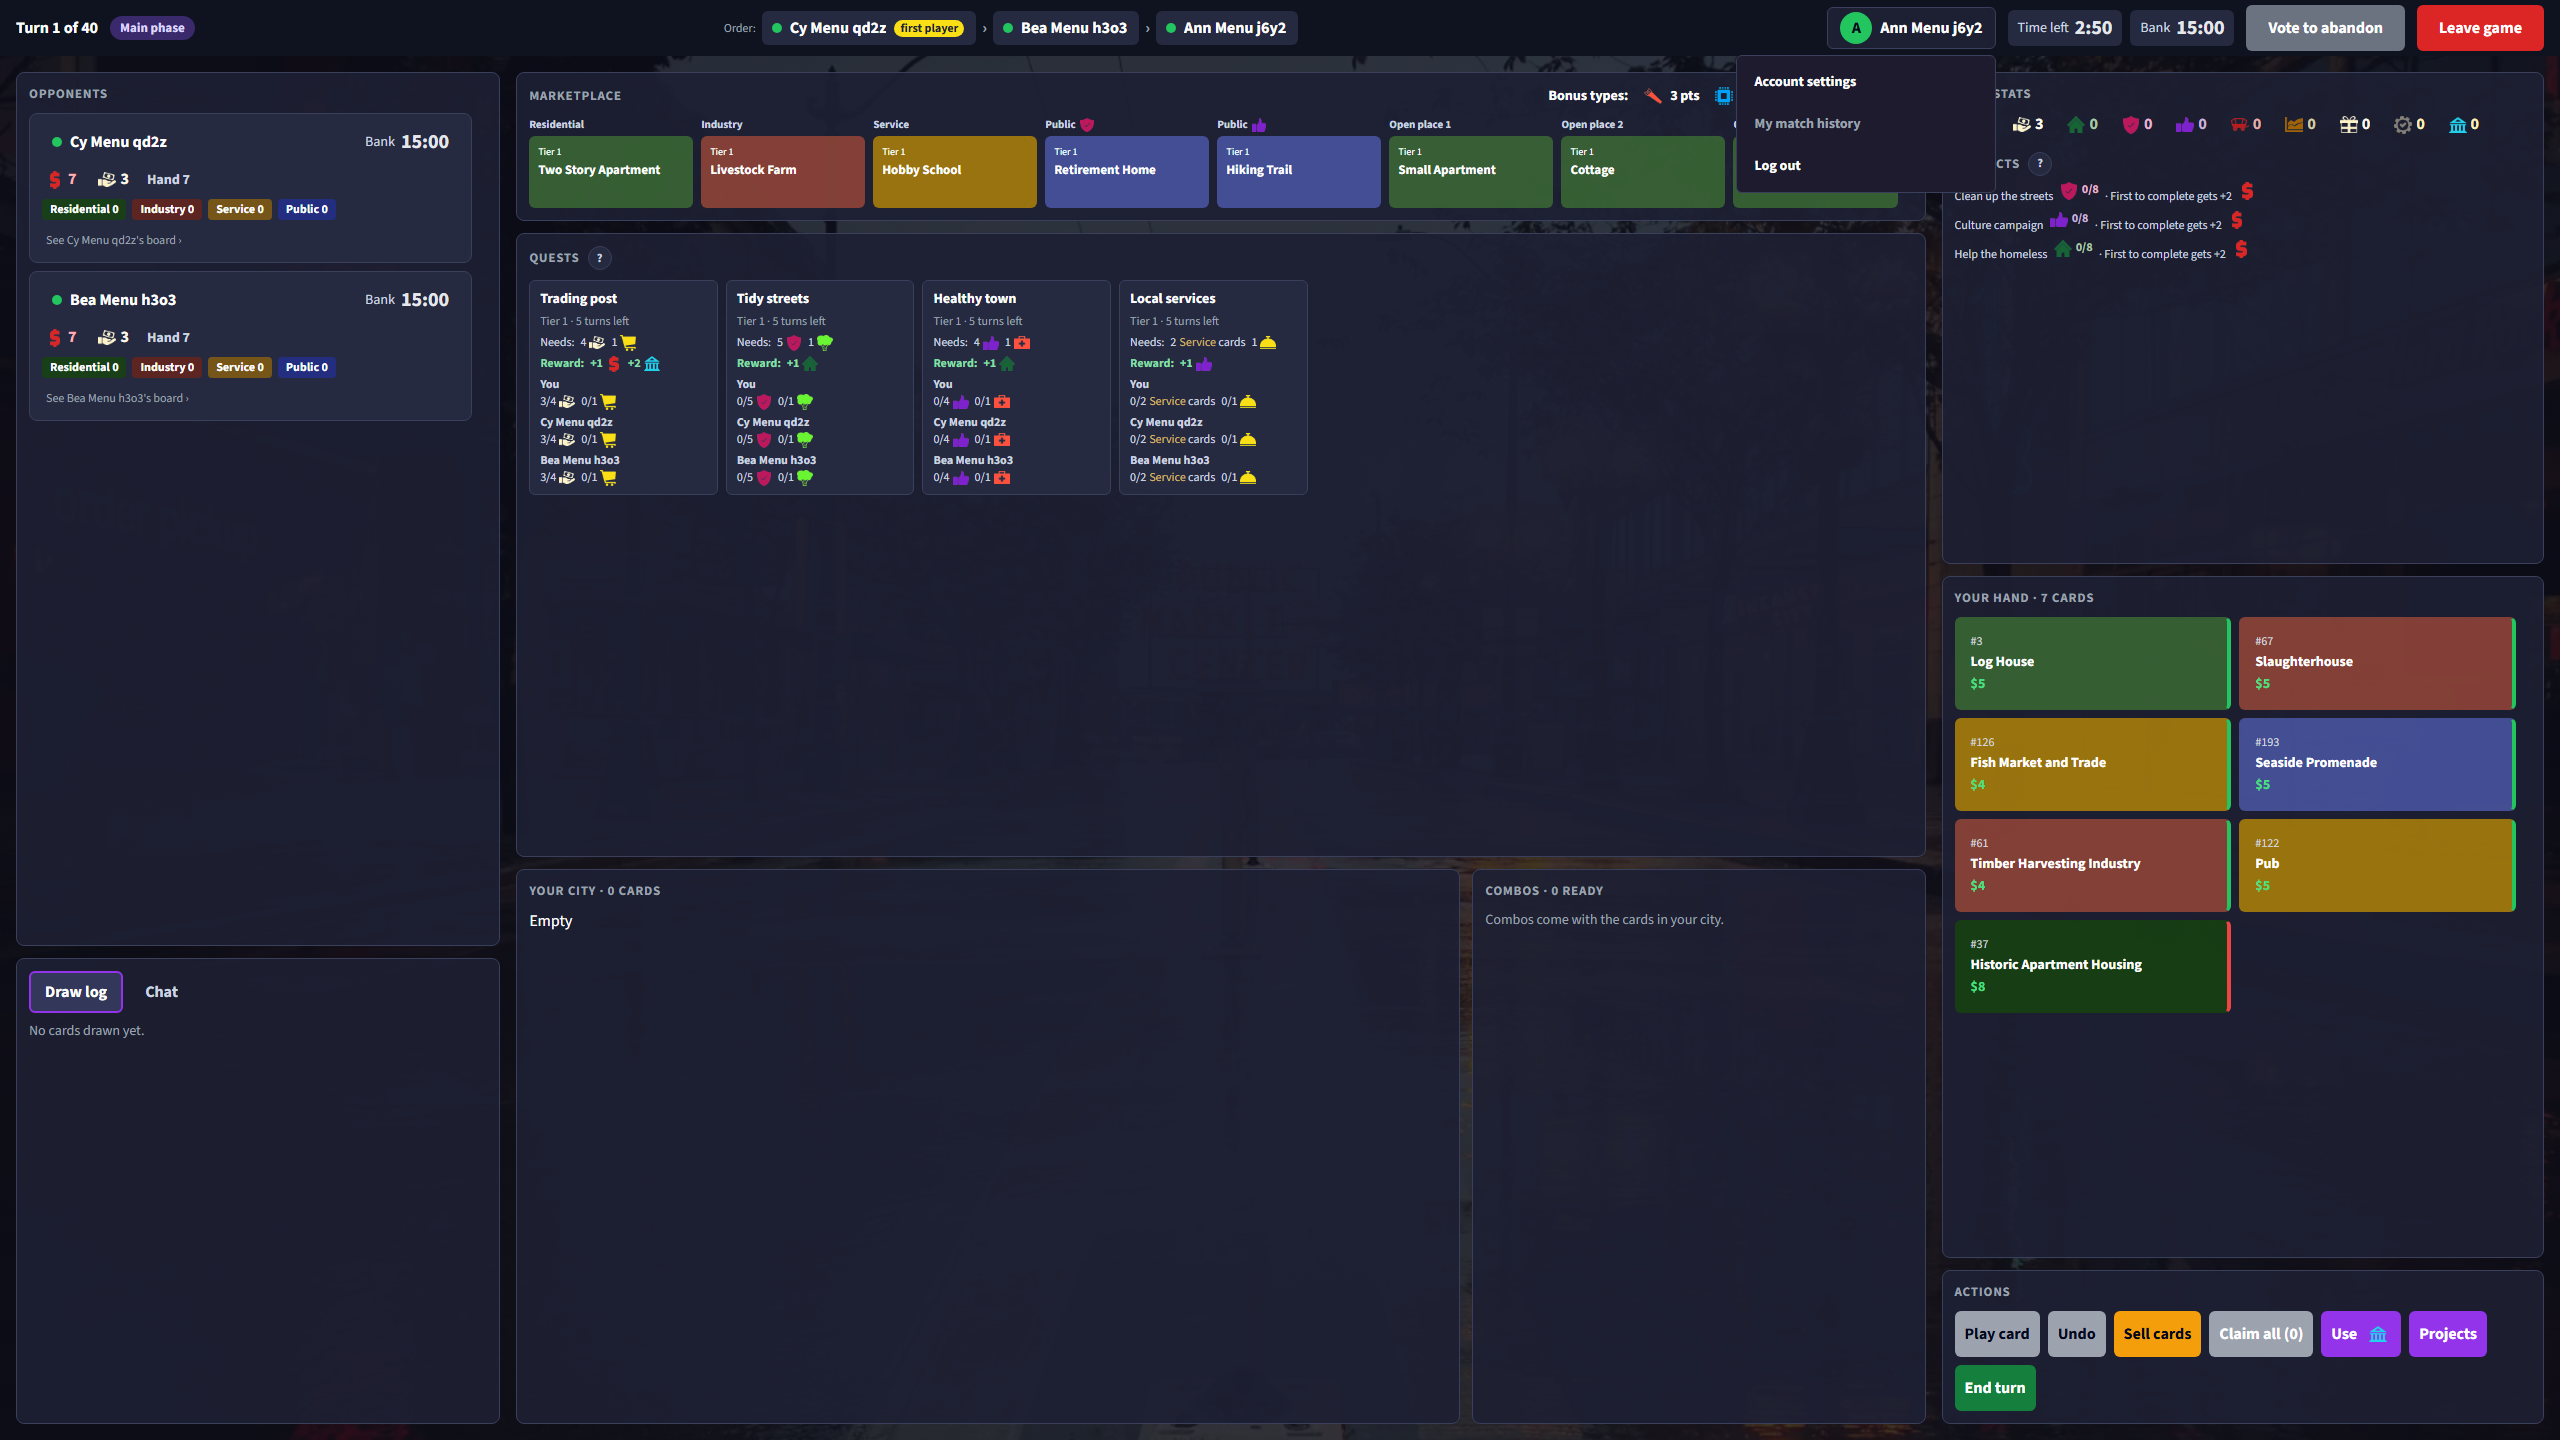 Turn 1 of 40 Main phase
Order: Cy Menu qd2z first player › Bea Menu h3o3 › Ann Menu j6y2
A Ann Menu j6y2 Time left 2:50 Bank 15:00 Vote to abandon Leave game
Account settings
My match history
Log out
OPPONENTS
Cy Menu qd2z Bank 15:00
7 3 Hand 7
Residential 0 Industry 0 Service 0 Public 0
See Cy Menu qd2z's board ›
Bea Menu h3o3 Bank 15:00
7 3 Hand 7
Residential 0 Industry 0 Service 0 Public 0
See Bea Menu h3o3's board ›
Draw log Chat
No cards drawn yet.
MARKETPLACE Bonus types: 3 pts
Residential Industry Service Public Public Open place 1 Open place 2
Tier 1 Tier 1 Tier 1 Tier 1 Tier 1 Tier 1 Tier 1
Two Story Apartment Livestock Farm Hobby School Retirement Home Hiking Trail Small Apartment Cottage
QUESTS ?
Trading post
Tier 1 · 5 turns left
Needs: 4 1
Reward: +1 +2
You
3/4 0/1
Cy Menu qd2z
3/4 0/1
Bea Menu h3o3
3/4 0/1
Tidy streets
Tier 1 · 5 turns left
Needs: 5 1
Reward: +1
You
0/5 0/1
Cy Menu qd2z
0/5 0/1
Bea Menu h3o3
0/5 0/1
Healthy town
Tier 1 · 5 turns left
Needs: 4 1
Reward: +1
You
0/4 0/1
Cy Menu qd2z
0/4 0/1
Bea Menu h3o3
0/4 0/1
Local services
Tier 1 · 5 turns left
Needs: 2 Service cards 1
Reward: +1
You
0/2 Service cards 0/1
Cy Menu qd2z
0/2 Service cards 0/1
Bea Menu h3o3
0/2 Service cards 0/1
YOUR CITY · 0 CARDS
Empty
COMBOS · 0 READY
Combos come with the cards in your city.
STATS
3 0 0 0 0 0 0 0 0
CTS ?
Clean up the streets 0/8 · First to complete gets +2
Culture campaign 0/8 · First to complete gets +2
Help the homeless 0/8 · First to complete gets +2
YOUR HAND · 7 CARDS
#3
Log House
$5
#67
Slaughterhouse
$5
#126
Fish Market and Trade
$4
#193
Seaside Promenade
$5
#61
Timber Harvesting Industry
$4
#122
Pub
$5
#37
Historic Apartment Housing
$8
ACTIONS
Play card Undo Sell cards Claim all (0) Use Projects
End turn